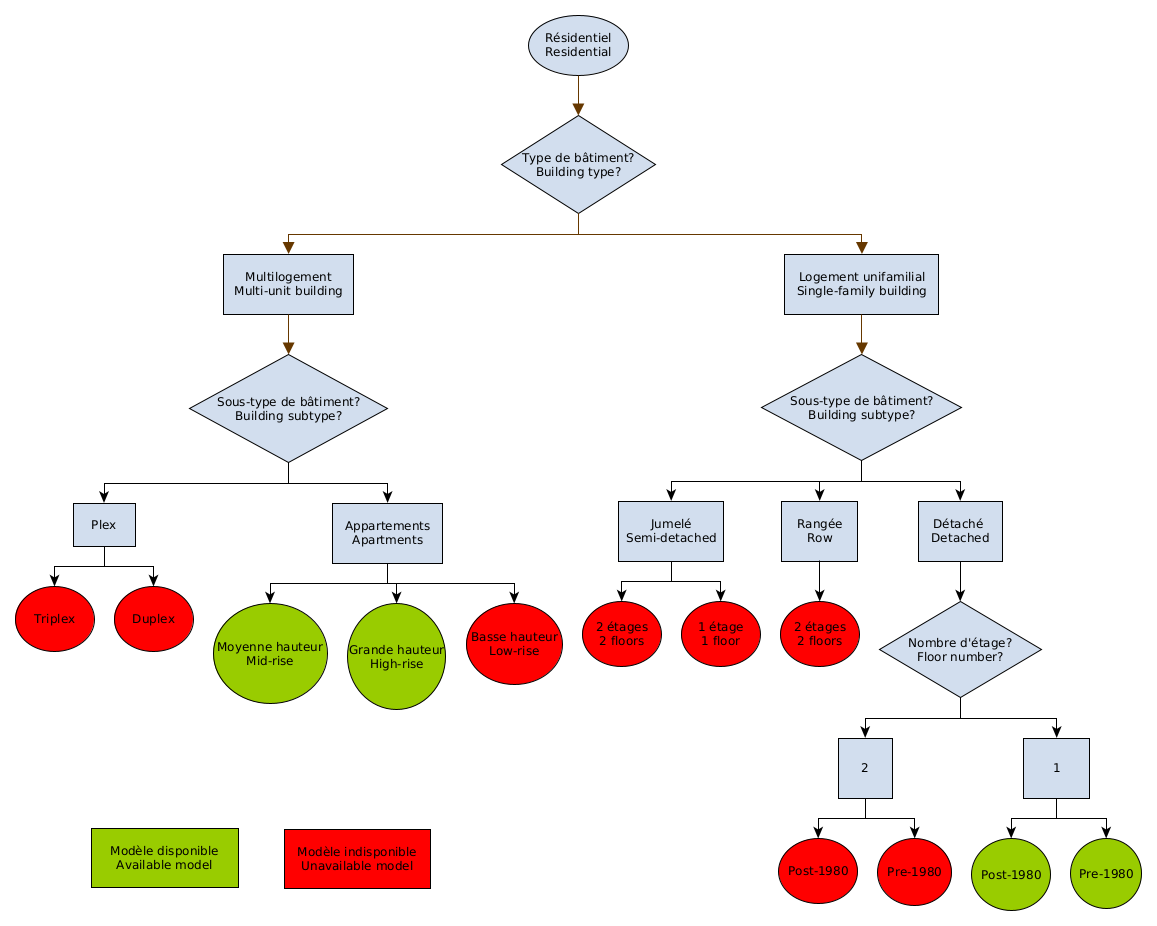 Résidentiel
Residential
Type de bâtiment?
Building type?
Multilogement
Multi-unit building
Logement unifamilial
Single-family building
Sous-type de bâtiment?
Building subtype?
Sous-type de bâtiment?
Building subtype?
Plex
Appartements
Apartments
Jumelé
Semi-detached
Rangée
Row
Détaché
Detached
Triplex
Duplex
Moyenne hauteur
Mid-rise
Grande hauteur
High-rise
Basse hauteur
Low-rise
2 étages
2 floors
1 étage
1 floor
2 étages
2 floors
Nombre d'étage?
Floor number?
2
1
Modèle disponible
Available model
Modèle indisponible
Unavailable model
Post-1980
Pre-1980
Post-1980
Pre-1980